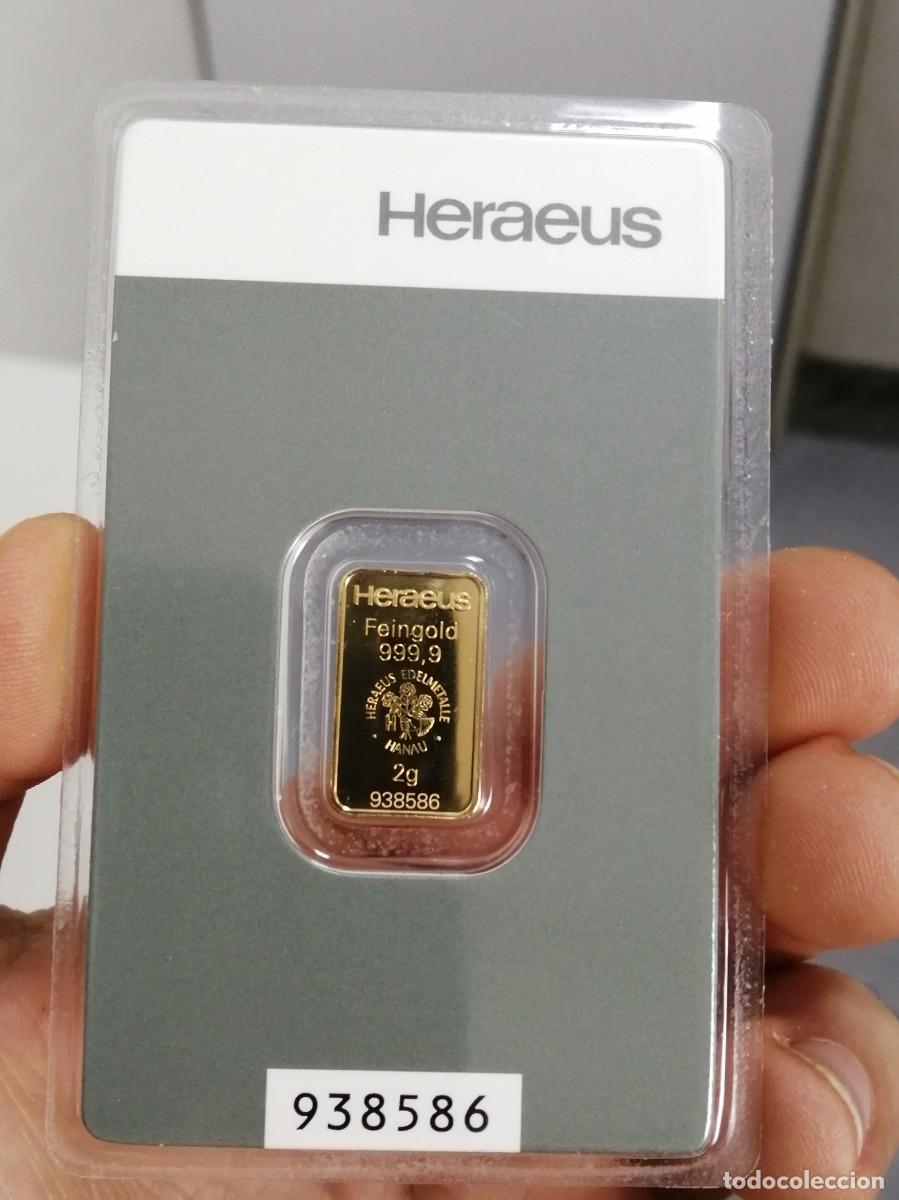 Heraeus
Heraeus
Feingold
999,9
HERAEUS EDELMETALLE
HANAU
2g
938586
938586
todocoleccion